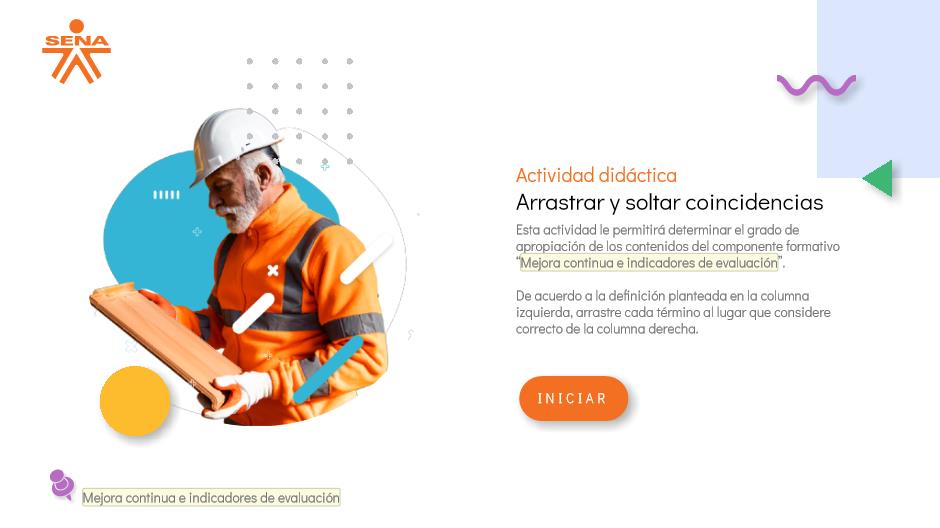 SENA
Actividad didáctica
Arrastrar y soltar coincidencias
Esta actividad le permitirá determinar el grado de
apropiación de los contenidos del componente formativo
“Mejora continua e indicadores de evaluación”.
De acuerdo a la definición planteada en la columna
izquierda, arrastre cada término al lugar que considere
correcto de la columna derecha.
INICIAR
Mejora continua e indicadores de evaluación